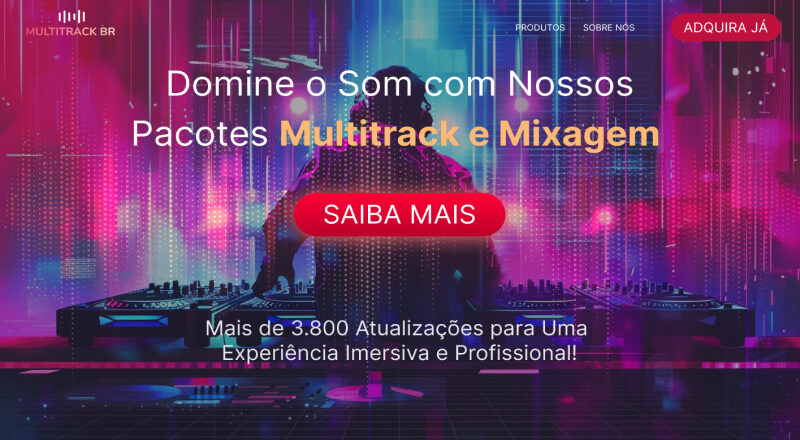 MULTITRACK BR
PRODUTOS
SOBRE NÓS
ADQUIRA JÁ
Domine o Som com Nossos
Pacotes Multitrack e Mixagem
SAIBA MAIS
Mais de 3.800 Atualizações para Uma
Experiência Imersiva e Profissional!